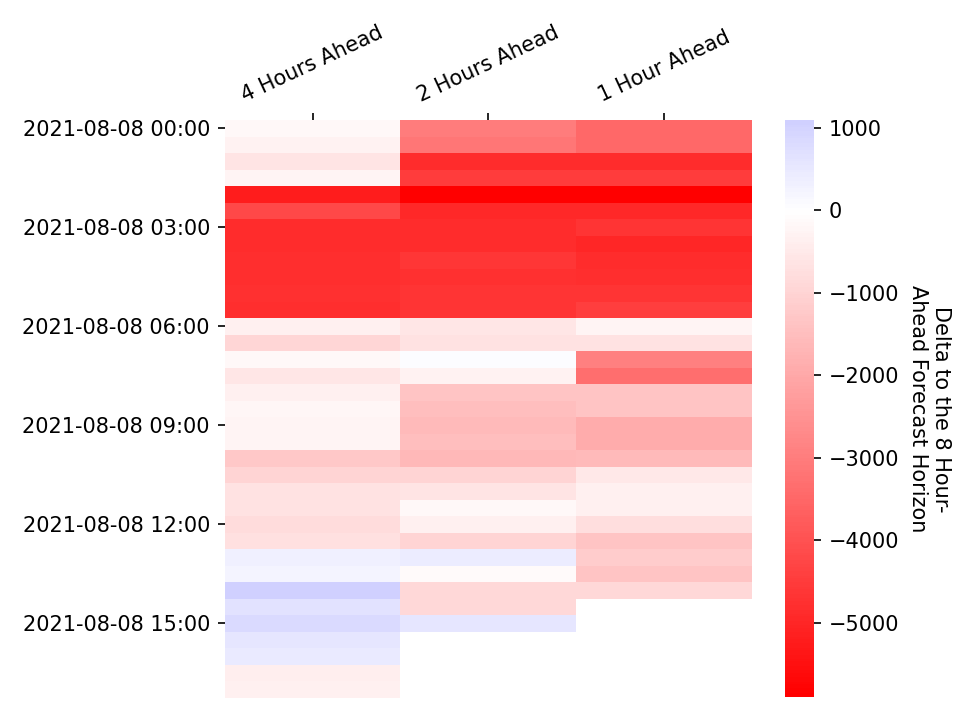 4 Hours Ahead
2 Hours Ahead
1 Hour Ahead
2021-08-08 00:00
2021-08-08 03:00
2021-08-08 06:00
2021-08-08 09:00
2021-08-08 12:00
2021-08-08 15:00
1000
0
−1000
−2000
−3000
−4000
−5000
Delta to the 8 Hour-
Ahead Forecast Horizon